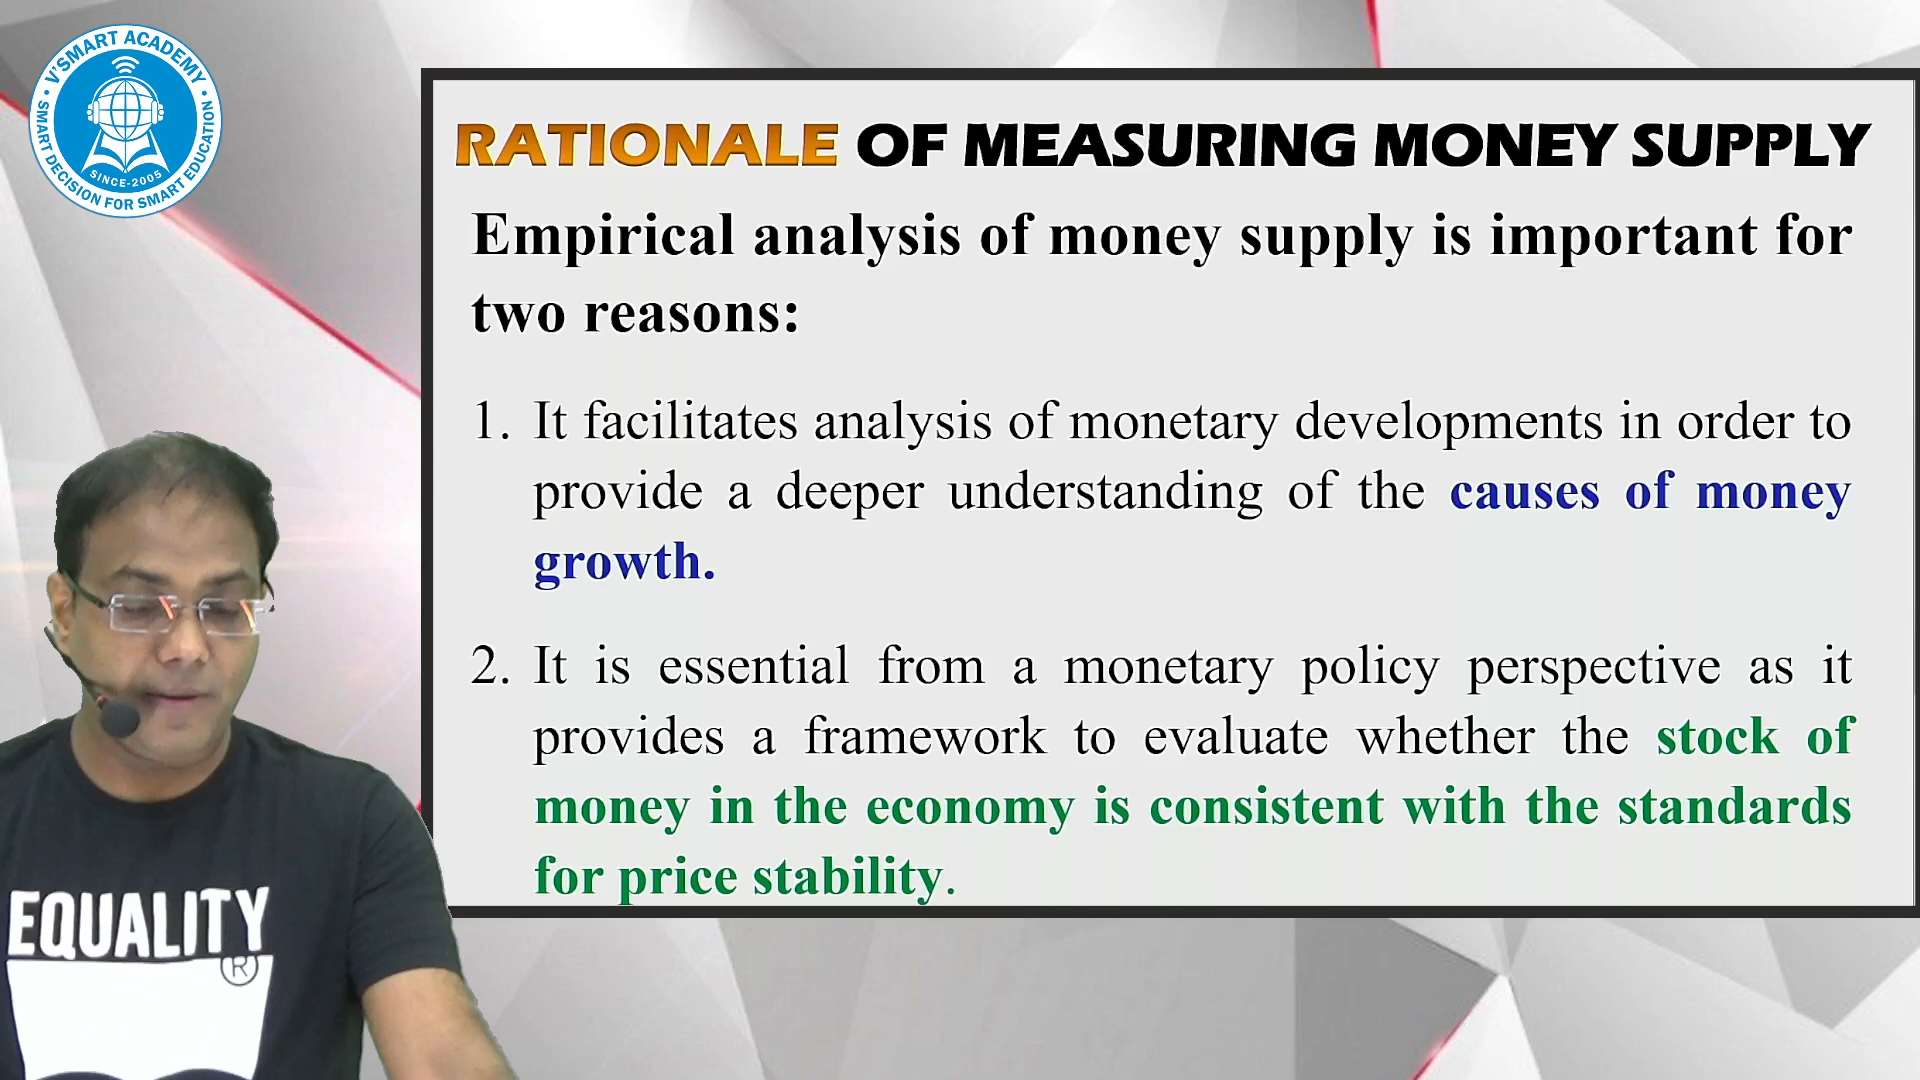 V'SMART ACADEMY
SMART DECISION FOR SMART EDUCATION
SINCE-2005
RATIONALE OF MEASURING MONEY SUPPLY
Empirical analysis of money supply is important for
two reasons:
1. It facilitates analysis of monetary developments in order to
provide a deeper understanding of the causes of money
growth.
2. It is essential from a monetary policy perspective as it
provides a framework to evaluate whether the stock of
money in the economy is consistent with the standards
for price stability.
EQUALITY
®